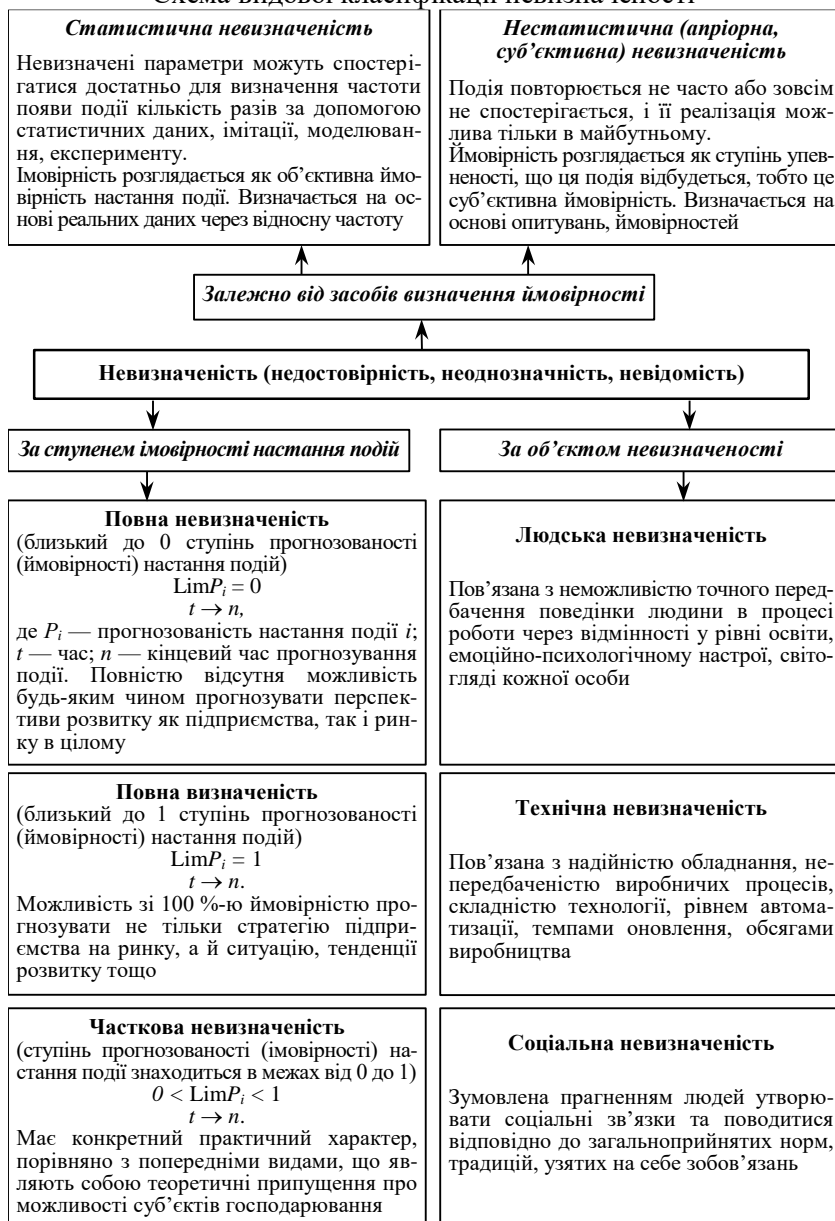 Схема видової класифікації невизначеності
Статистична невизначеність
Невизначені параметри можуть спостері-
гатися достатньо для визначення частоти
появи події кількість разів за допомогою
статистичних даних, імітації, моделюван-
ня, експерименту.
Імовірність розглядається як об’єктивна ймо-
вірність настання події. Визначається на ос-
нові реальних даних через відносну частоту
Нестатистична (апріорна,
суб’єктивна) невизначеність
Подія повторюється не часто або зовсім
не спостерігається, і її реалізація мож-
лива тільки в майбутньому.
Ймовірність розглядається як ступінь упев-
неності, що ця подія відбудеться, тобто це
суб’єктивна ймовірність. Визначається на
основі опитувань, ймовірностей
Залежно від засобів визначення ймовірності
Невизначеність (недостовірність, неоднозначність, невідомість)
За ступенем імовірності настання подій
За об’єктом невизначеності
Повна невизначеність
(близький до 0 ступінь прогнозованості
(ймовірності) настання подій)
LimPi = 0
t → n,
де Pi — прогнозованість настання події i;
t — час; n — кінцевий час прогнозування
події. Повністю відсутня можливість
будь-яким чином прогнозувати перспек-
тиви розвитку як підприємства, так і рин-
ку в цілому
Людська невизначеність
Пов’язана з неможливістю точного перед-
бачення поведінки людини в процесі
роботи через відмінності у рівні освіти,
емоційно-психологічному настрої, світо-
гляді кожної особи
Повна визначеність
(близький до 1 ступінь прогнозованості
(ймовірності) настання подій)
LimPi = 1
t → n.
Можливість зі 100 %-ю ймовірністю про-
гнозувати не тільки стратегію підпри-
ємства на ринку, а й ситуацію, тенденції
розвитку тощо
Технічна невизначеність
Пов’язана з надійністю обладнання, не-
передбаченістю виробничих процесів,
складністю технології, рівнем автома-
тизації, темпами оновлення, обсягами
виробництва
Часткова невизначеність
(ступінь прогнозованості (імовірності) на-
стання події знаходиться в межах від 0 до 1)
0 < LimPi < 1
t → n.
Має конкретний практичний характер,
порівняно з попередніми видами, що яв-
ляють собою теоретичні припущення про
можливості суб’єктів господарювання
Соціальна невизначеність
Зумовлена прагненням людей утворю-
вати соціальні зв’язки та поводитися
відповідно до загальноприйнятих норм,
традицій, узятих на себе зобов’язань